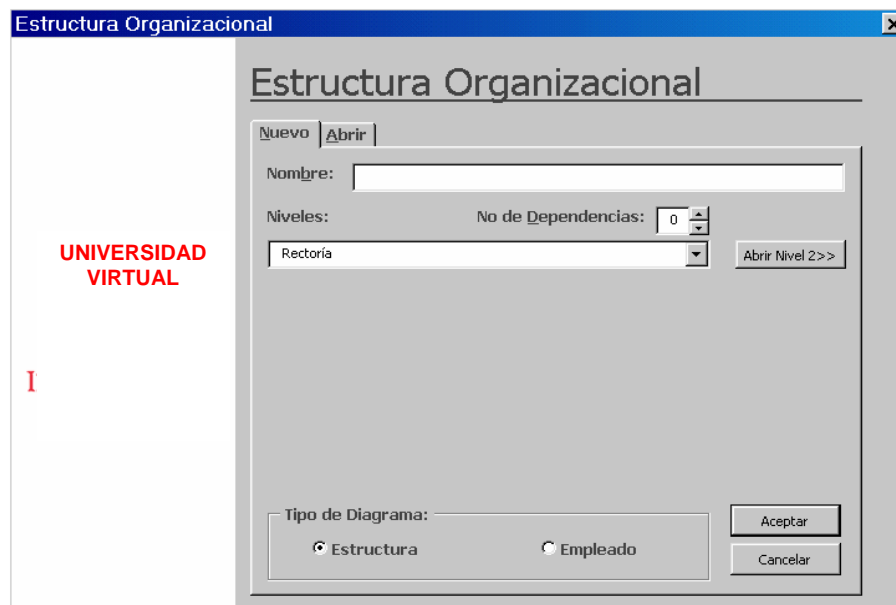 Estructura Organizacional
Estructura Organizacional
Nuevo Abrir
Nombre:
Niveles: No de Dependencias: 0
UNIVERSIDAD
VIRTUAL
Rectoría Abrir Nivel 2>>
I
Tipo de Diagrama:
Aceptar
Estructura Empleado
Cancelar